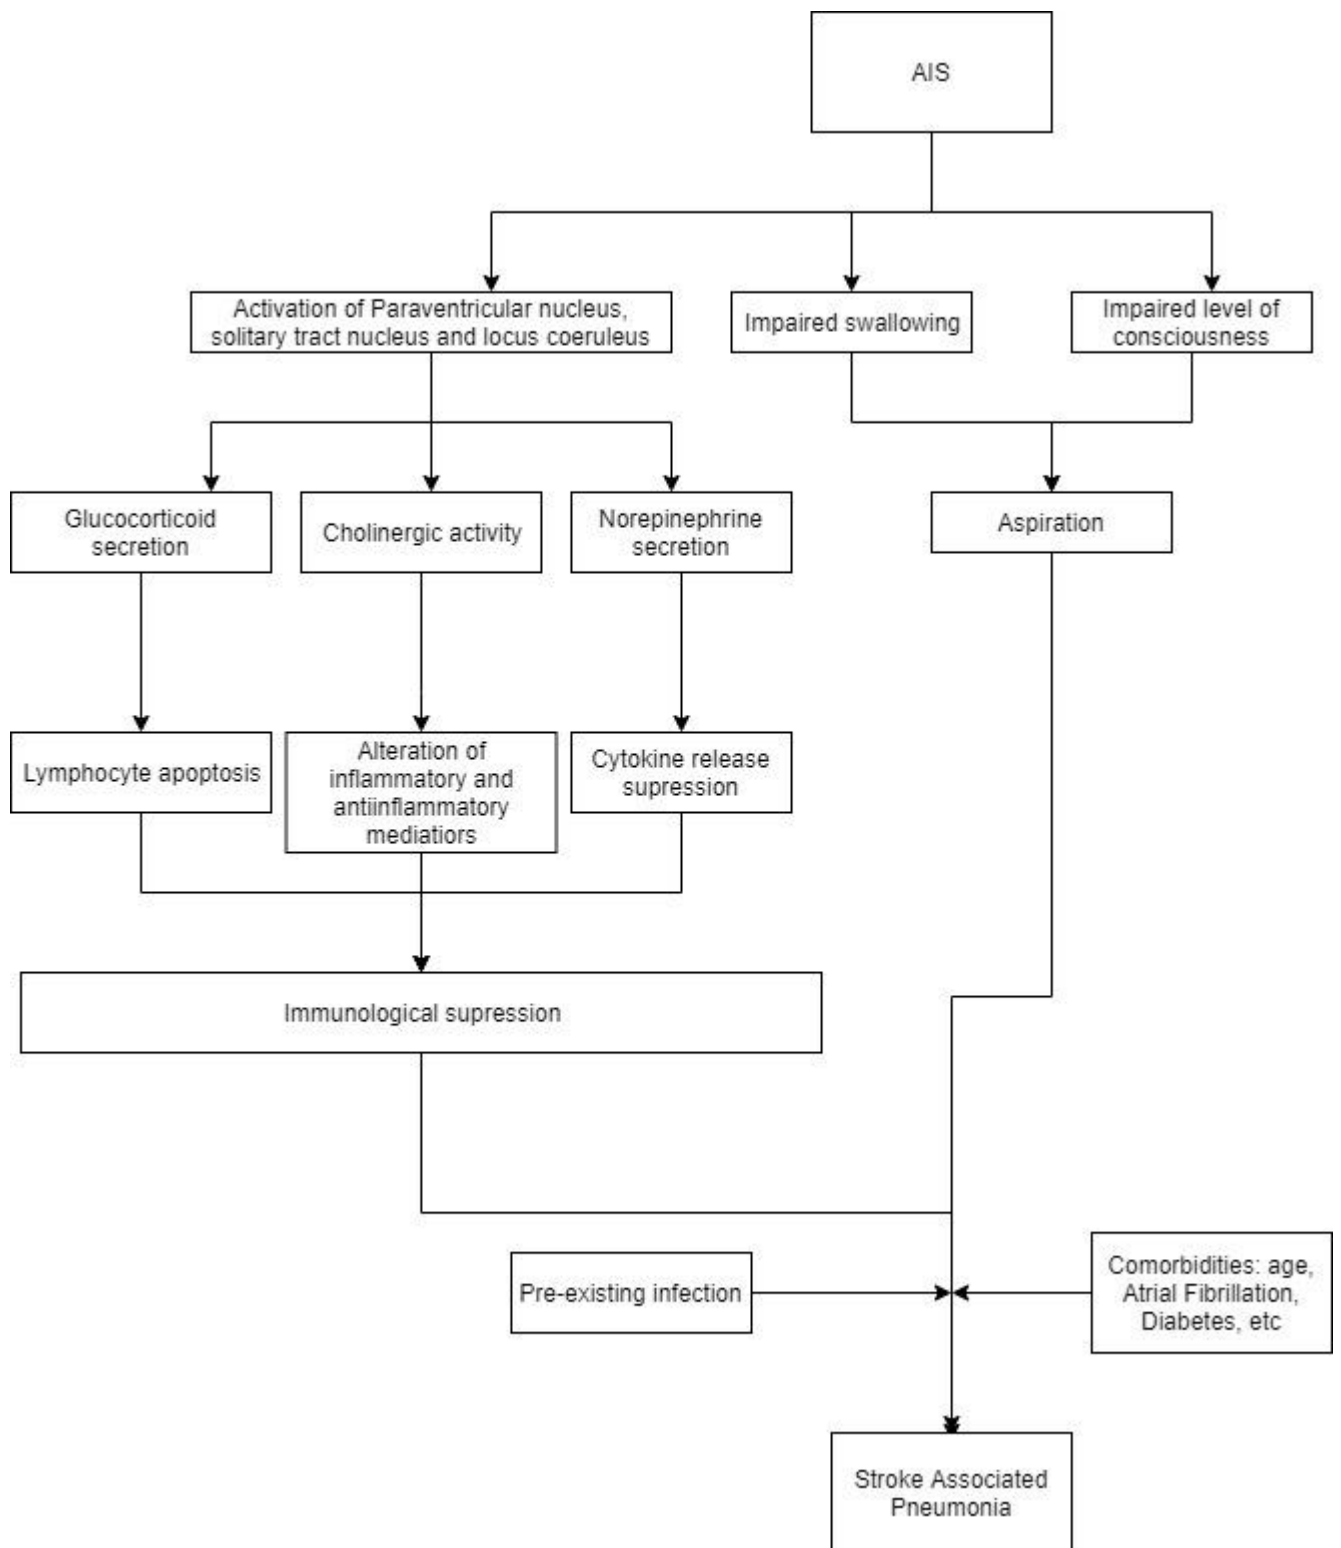 AIS
Activation of Paraventricular nucleus,
solitary tract nucleus and locus coeruleus
Impaired swallowing
Impaired level of
consciousness
Glucocorticoid
secretion
Cholinergic activity
Norepinephrine
secretion
Aspiration
Lymphocyte apoptosis
Alteration of
inflammatory and
antiinflammatory
mediatiors
Cytokine release
supression
Immunological supression
Pre-existing infection
Comorbidities: age,
Atrial Fibrillation,
Diabetes, etc
Stroke Associated
Pneumonia